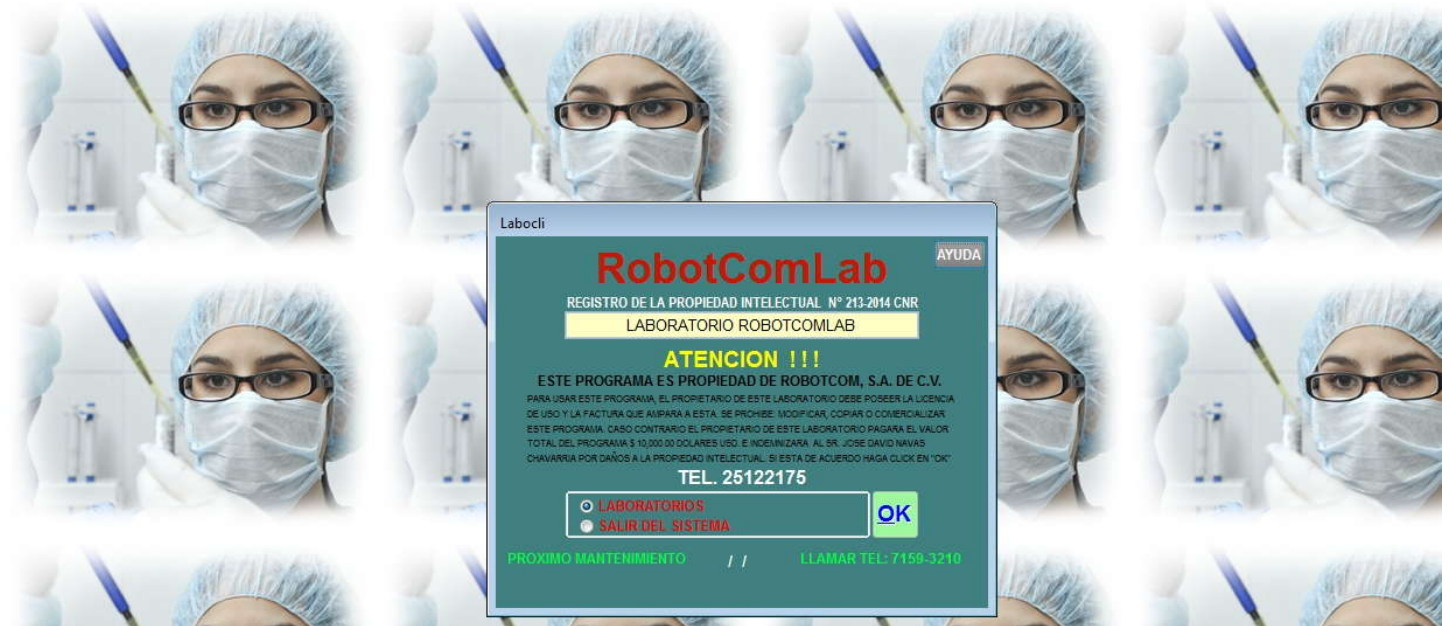 Labocli
AYUDA
RobotComLab
REGISTRO DE LA PROPIEDAD INTELECTUAL N° 213-2014 CNR
LABORATORIO ROBOTCOMLAB
ATENCION !!!
ESTE PROGRAMA ES PROPIEDAD DE ROBOTCOM, S.A. DE C.V.
PARA USAR ESTE PROGRAMA, EL PROPIETARIO DE ESTE LABORATORIO DEBE POSEER LA LICENCIA
DE USO Y LA FACTURA QUE AMPARA A ESTA. SE PROHIBE: MODIFICAR, COPIAR O COMERCIALIZAR
ESTE PROGRAMA. CASO CONTRARIO EL PROPIETARIO DE ESTE LABORATORIO PAGARA EL VALOR
TOTAL DEL PROGRAMA $ 10,000.00 DOLARES USD. E INDEMNIZARA AL SR. JOSE DAVID NAVAS
CHAVARRIA POR DAÑOS A LA PROPIEDAD INTELECTUAL. SI ESTA DE ACUERDO HAGA CLICK EN "OK"
TEL. 25122175
LABORATORIOS
SALIR DEL SISTEMA
OK
PROXIMO MANTENIMIENTO / / LLAMAR TEL: 7159-3210